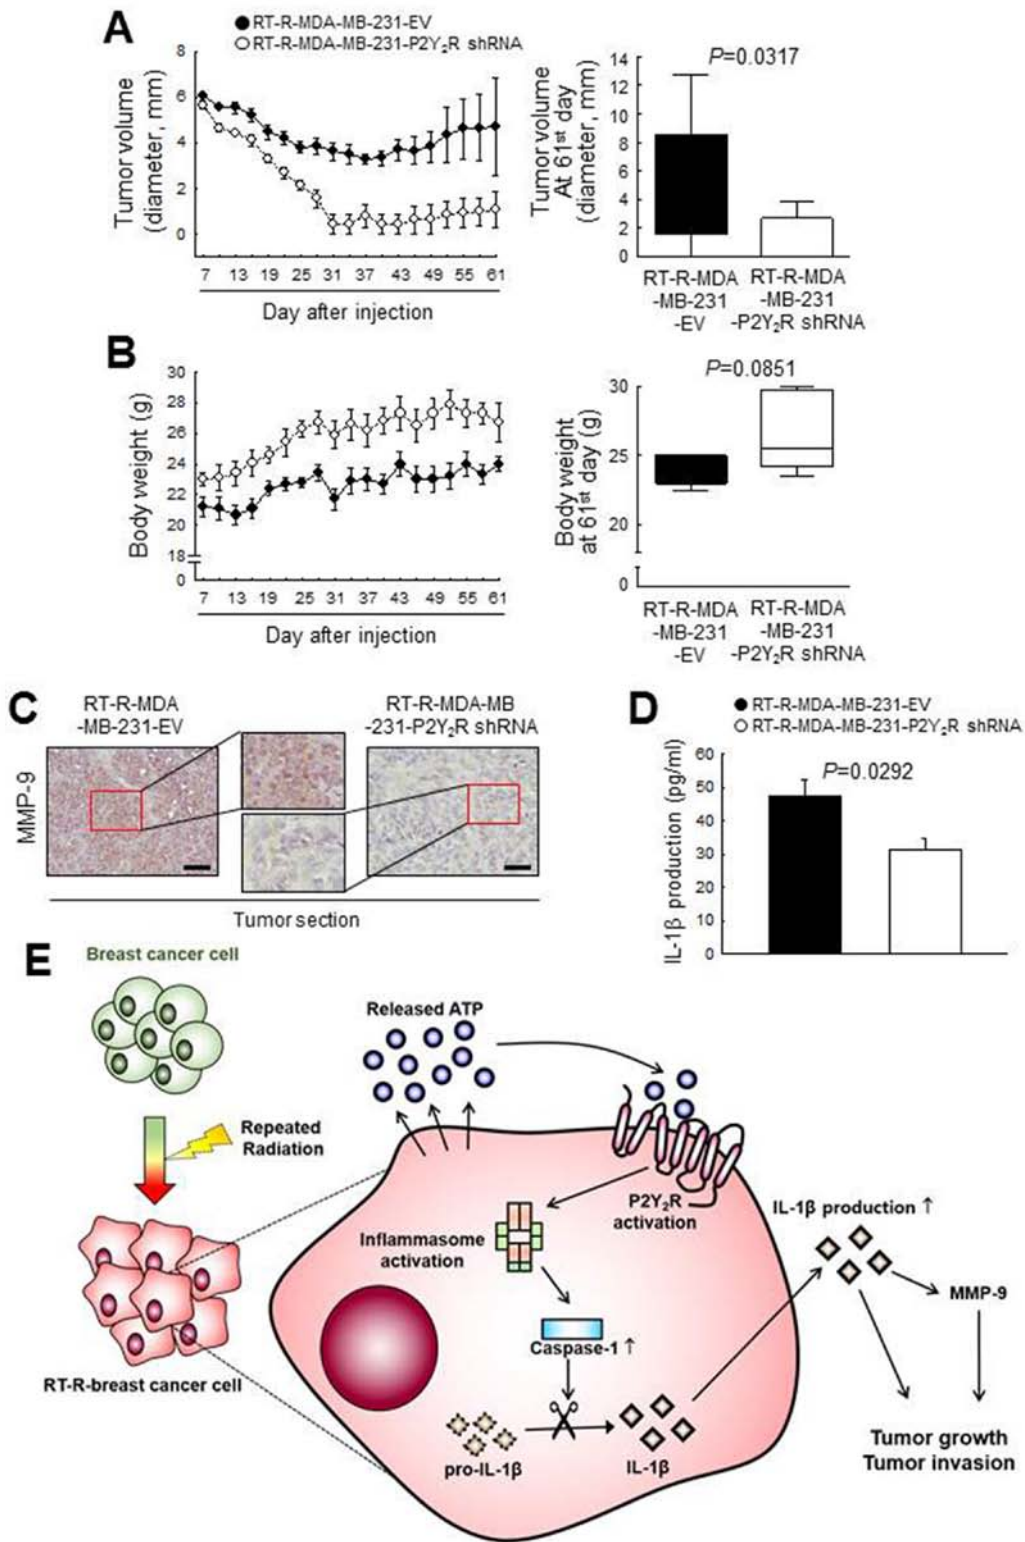 A
RT-R-MDA-MB-231-EV
RT-R-MDA-MB-231-P2Y₂R shRNA
Tumor volume
(diameter, mm)
8
6
4
2
0
7 13 19 25 31 37 43 49 55 61
Day after injection
Tumor volume
At 61st day
(diameter, mm)
P=0.0317
14
12
10
8
6
4
2
0
RT-R-MDA
-MB-231
-EV
RT-R-MDA
-MB-231
-P2Y₂R shRNA
B
Body weight (g)
30
28
26
24
22
20
18
0
7 13 19 25 31 37 43 49 55 61
Day after injection
Body weight
at 61st day (g)
P=0.0851
30
25
20
0
RT-R-MDA
-MB-231
-EV
RT-R-MDA
-MB-231
-P2Y₂R shRNA
C
RT-R-MDA
-MB-231-EV
RT-R-MDA-MB
-231-P2Y₂R shRNA
MMP-9
Tumor section
D
RT-R-MDA-MB-231-EV
RT-R-MDA-MB-231-P2Y₂R shRNA
IL-1β production (pg/ml)
P=0.0292
60
50
40
30
20
10
0
E
Breast cancer cell
Repeated
Radiation
RT-R-breast cancer cell
Released ATP
P2Y₂R
activation
Inflammasome
activation
Caspase-1 ↑
pro-IL-1β
IL-1β
IL-1β production ↑
MMP-9
Tumor growth
Tumor invasion